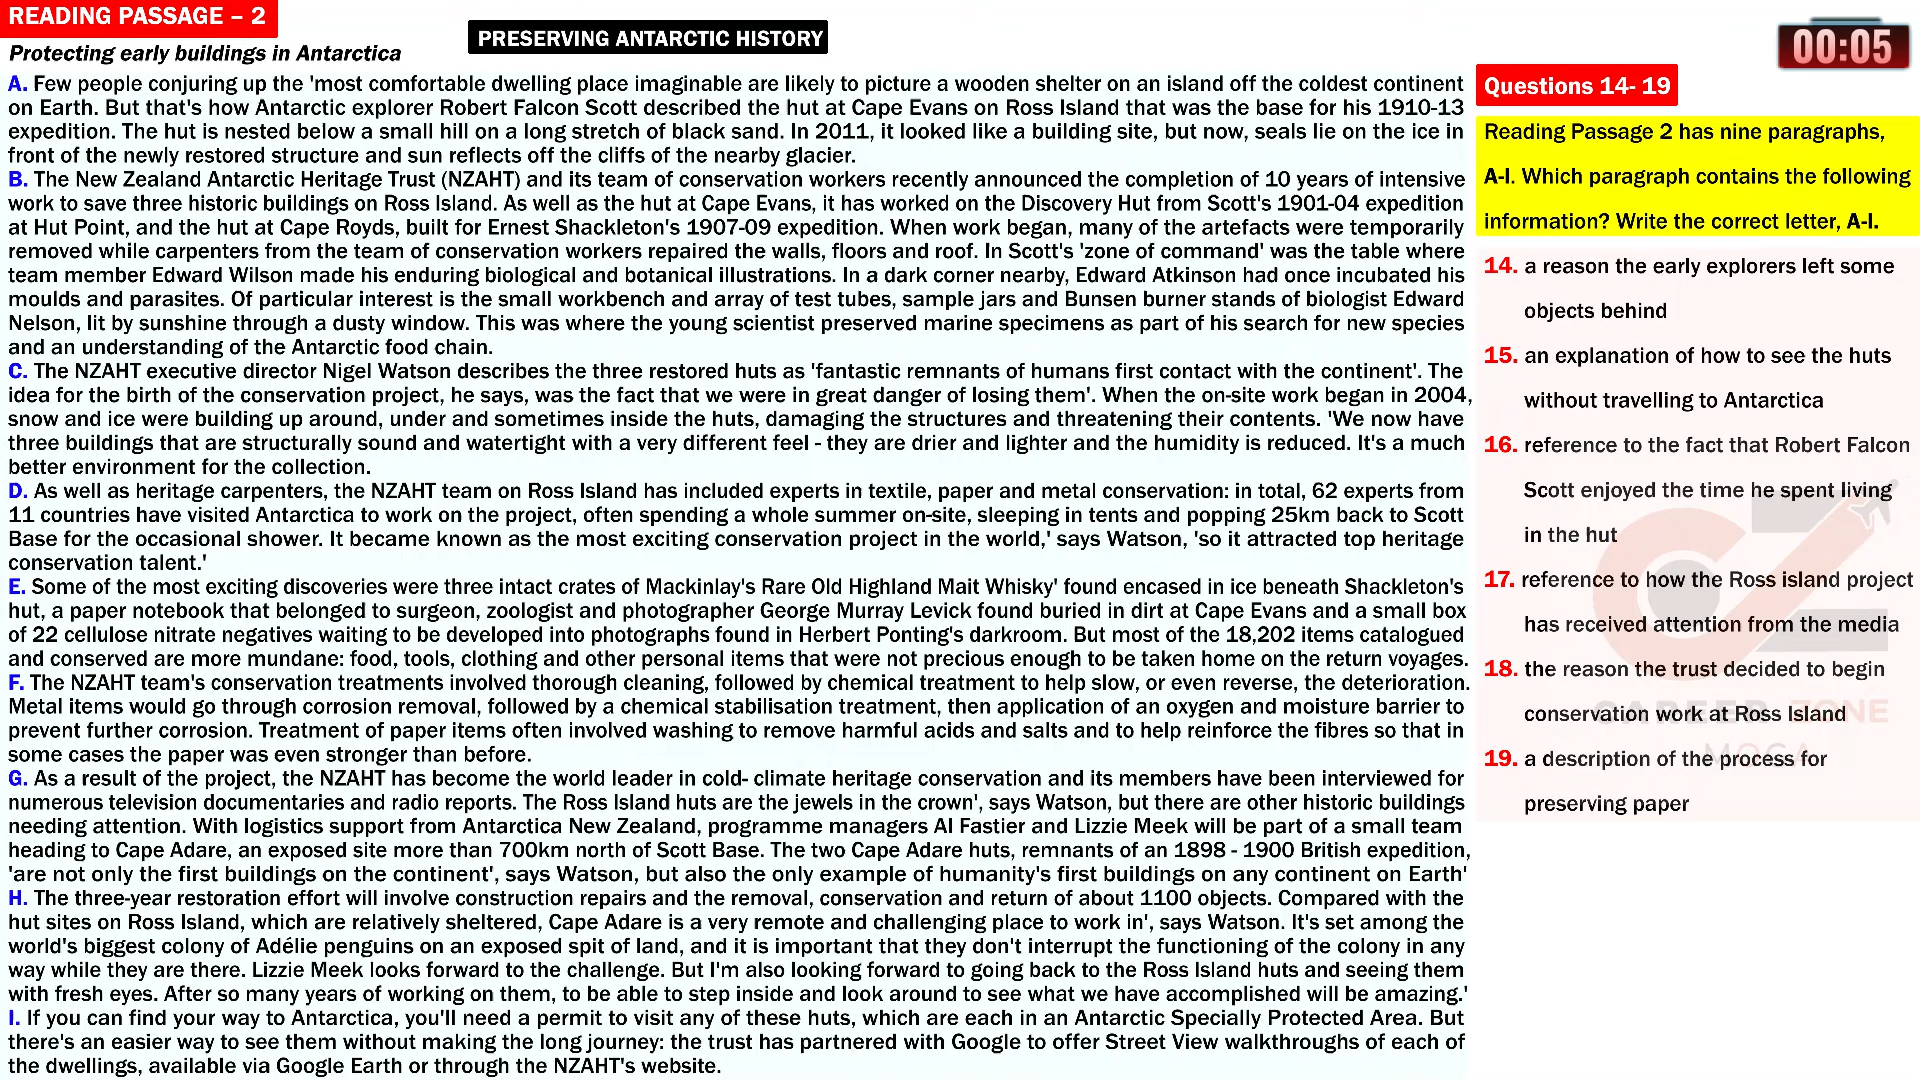 READING PASSAGE – 2
PRESERVING ANTARCTIC HISTORY
00:05
Protecting early buildings in Antarctica
A. Few people conjuring up the 'most comfortable dwelling place imaginable are likely to picture a wooden shelter on an island off the coldest continent
on Earth. But that's how Antarctic explorer Robert Falcon Scott described the hut at Cape Evans on Ross Island that was the base for his 1910-13
expedition. The hut is nested below a small hill on a long stretch of black sand. In 2011, it looked like a building site, but now, seals lie on the ice in
front of the newly restored structure and sun reflects off the cliffs of the nearby glacier.
B. The New Zealand Antarctic Heritage Trust (NZAHT) and its team of conservation workers recently announced the completion of 10 years of intensive
work to save three historic buildings on Ross Island. As well as the hut at Cape Evans, it has worked on the Discovery Hut from Scott's 1901-04 expedition
at Hut Point, and the hut at Cape Royds, built for Ernest Shackleton's 1907-09 expedition. When work began, many of the artefacts were temporarily
removed while carpenters from the team of conservation workers repaired the walls, floors and roof. In Scott's 'zone of command' was the table where
team member Edward Wilson made his enduring biological and botanical illustrations. In a dark corner nearby, Edward Atkinson had once incubated his
moulds and parasites. Of particular interest is the small workbench and array of test tubes, sample jars and Bunsen burner stands of biologist Edward
Nelson, lit by sunshine through a dusty window. This was where the young scientist preserved marine specimens as part of his search for new species
and an understanding of the Antarctic food chain.
C. The NZAHT executive director Nigel Watson describes the three restored huts as 'fantastic remnants of humans first contact with the continent'. The
idea for the birth of the conservation project, he says, was the fact that we were in great danger of losing them'. When the on-site work began in 2004,
snow and ice were building up around, under and sometimes inside the huts, damaging the structures and threatening their contents. 'We now have
three buildings that are structurally sound and watertight with a very different feel - they are drier and lighter and the humidity is reduced. It's a much
better environment for the collection.
D. As well as heritage carpenters, the NZAHT team on Ross Island has included experts in textile, paper and metal conservation: in total, 62 experts from
11 countries have visited Antarctica to work on the project, often spending a whole summer on-site, sleeping in tents and popping 25km back to Scott
Base for the occasional shower. It became known as the most exciting conservation project in the world,' says Watson, 'so it attracted top heritage
conservation talent.'
E. Some of the most exciting discoveries were three intact crates of Mackinlay's Rare Old Highland Mait Whisky' found encased in ice beneath Shackleton's
hut, a paper notebook that belonged to surgeon, zoologist and photographer George Murray Levick found buried in dirt at Cape Evans and a small box
of 22 cellulose nitrate negatives waiting to be developed into photographs found in Herbert Ponting's darkroom. But most of the 18,202 items catalogued
and conserved are more mundane: food, tools, clothing and other personal items that were not precious enough to be taken home on the return voyages.
F. The NZAHT team's conservation treatments involved thorough cleaning, followed by chemical treatment to help slow, or even reverse, the deterioration.
Metal items would go through corrosion removal, followed by a chemical stabilisation treatment, then application of an oxygen and moisture barrier to
prevent further corrosion. Treatment of paper items often involved washing to remove harmful acids and salts and to help reinforce the fibres so that in
some cases the paper was even stronger than before.
G. As a result of the project, the NZAHT has become the world leader in cold- climate heritage conservation and its members have been interviewed for
numerous television documentaries and radio reports. The Ross Island huts are the jewels in the crown', says Watson, but there are other historic buildings
needing attention. With logistics support from Antarctica New Zealand, programme managers Al Fastier and Lizzie Meek will be part of a small team
heading to Cape Adare, an exposed site more than 700km north of Scott Base. The two Cape Adare huts, remnants of an 1898 - 1900 British expedition,
'are not only the first buildings on the continent', says Watson, but also the only example of humanity's first buildings on any continent on Earth'
H. The three-year restoration effort will involve construction repairs and the removal, conservation and return of about 1100 objects. Compared with the
hut sites on Ross Island, which are relatively sheltered, Cape Adare is a very remote and challenging place to work in', says Watson. It's set among the
world's biggest colony of Adélie penguins on an exposed spit of land, and it is important that they don't interrupt the functioning of the colony in any
way while they are there. Lizzie Meek looks forward to the challenge. But I'm also looking forward to going back to the Ross Island huts and seeing them
with fresh eyes. After so many years of working on them, to be able to step inside and look around to see what we have accomplished will be amazing.'
I. If you can find your way to Antarctica, you'll need a permit to visit any of these huts, which are each in an Antarctic Specially Protected Area. But
there's an easier way to see them without making the long journey: the trust has partnered with Google to offer Street View walkthroughs of each of
the dwellings, available via Google Earth or through the NZAHT's website.
Questions 14- 19
Reading Passage 2 has nine paragraphs,
A-I. Which paragraph contains the following
information? Write the correct letter, A-I.
14. a reason the early explorers left some
objects behind
15. an explanation of how to see the huts
without travelling to Antarctica
16. reference to the fact that Robert Falcon
Scott enjoyed the time he spent living
in the hut
17. reference to how the Ross island project
has received attention from the media
18. the reason the trust decided to begin
conservation work at Ross Island
19. a description of the process for
preserving paper
CAREER ZONE
MOGA